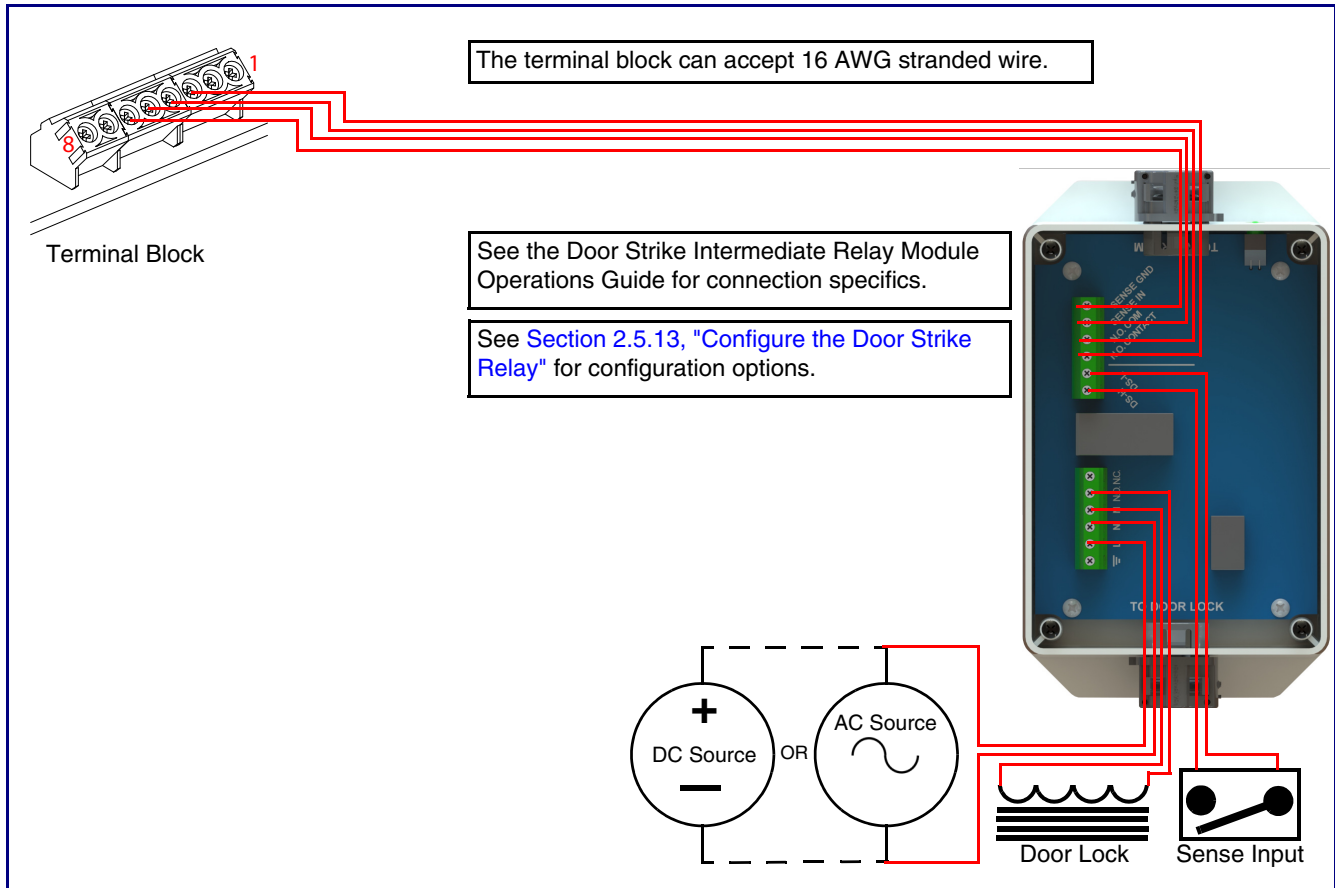 1
The terminal block can accept 16 AWG stranded wire.
8
Terminal Block
See the Door Strike Intermediate Relay Module
Operations Guide for connection specifics.
See Section 2.5.13, "Configure the Door Strike
Relay" for configuration options.
SENSE GND
SENSE IN
N.O. COM
N.O. CONTACT
DS-I
N.C.
N.O.
N
N
L
TO DOOR LOCK
+
DC Source
OR
AC Source
Door Lock
Sense Input